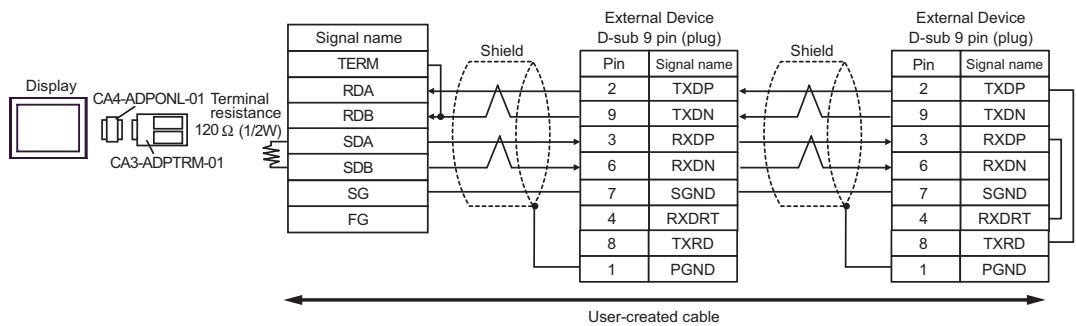 Display
CA4-ADPONL-01
CA3-ADPTRM-01
Terminal
resistance
120 Ω (1/2W)
Signal name
TERM
RDA
RDB
SDA
SDB
SG
FG
Shield
External Device
D-sub 9 pin (plug)
Pin Signal name
2 TXDP
9 TXDN
3 RXDP
6 RXDN
7 SGND
4 RXDRT
8 TXRD
1 PGND
Shield
External Device
D-sub 9 pin (plug)
Pin Signal name
2 TXDP
9 TXDN
3 RXDP
6 RXDN
7 SGND
4 RXDRT
8 TXRD
1 PGND
User-created cable